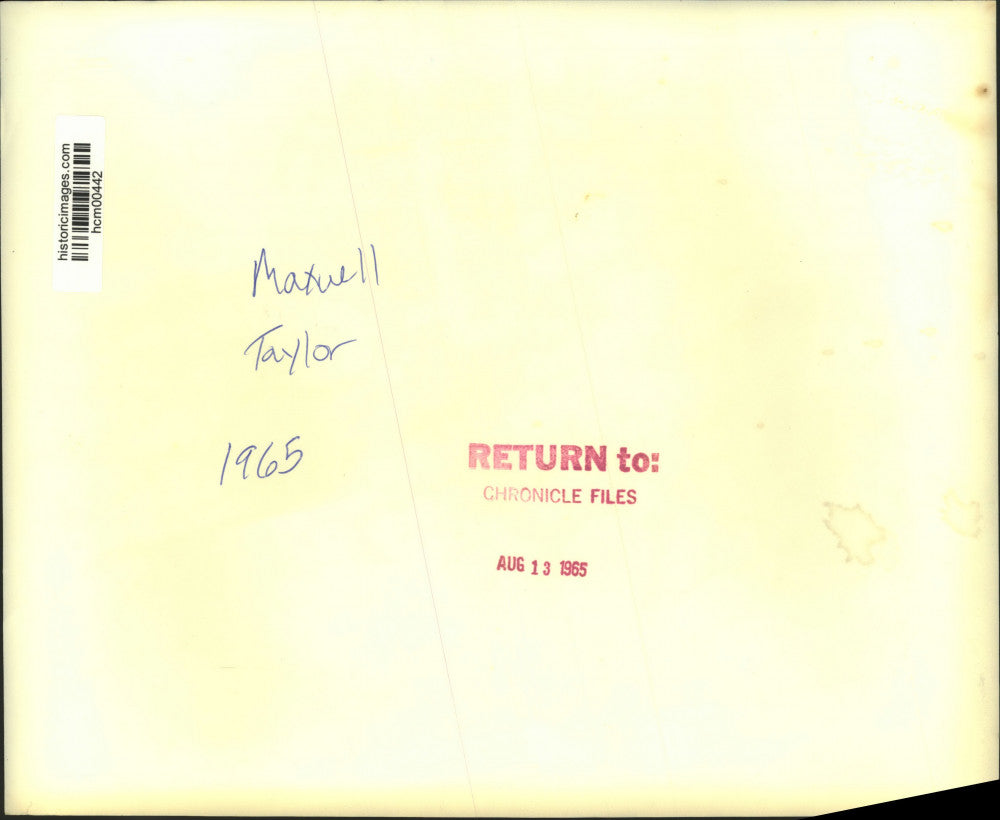 historicimages.com
hcm00442
Maxwell
Taylor
1965
RETURN to:
CHRONICLE FILES
AUG 13 1965